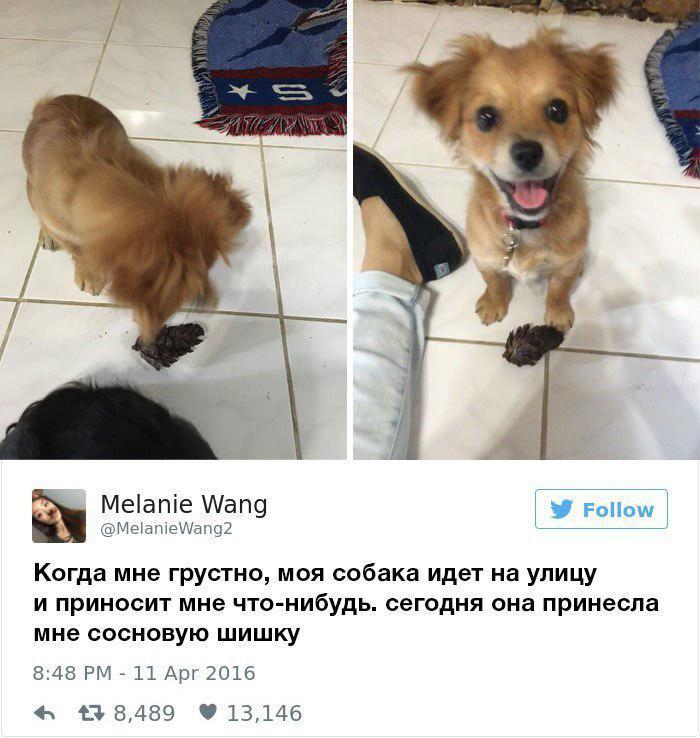 S
Melanie Wang
@MelanieWang2
Follow
Когда мне грустно, моя собака идет на улицу
и приносит мне что-нибудь. сегодня она принесла
мне сосновую шишку
8:48 PM - 11 Apr 2016
8,489 13,146